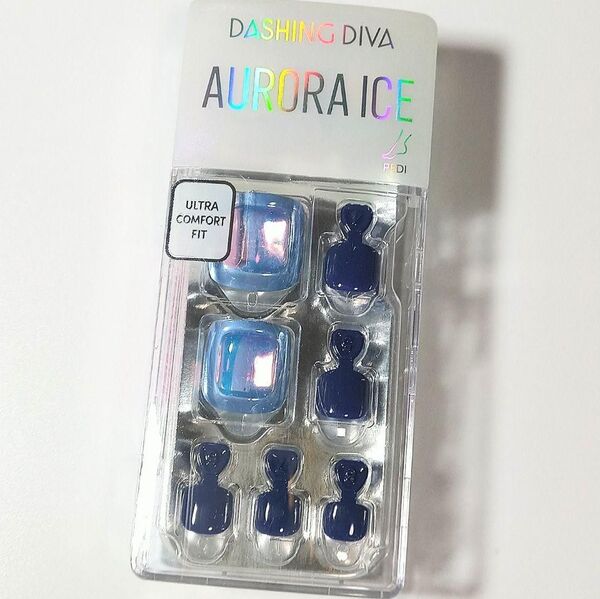 DASHING DIVA
AURORA ICE
PEDI
ULTRA
COMFORT
FIT